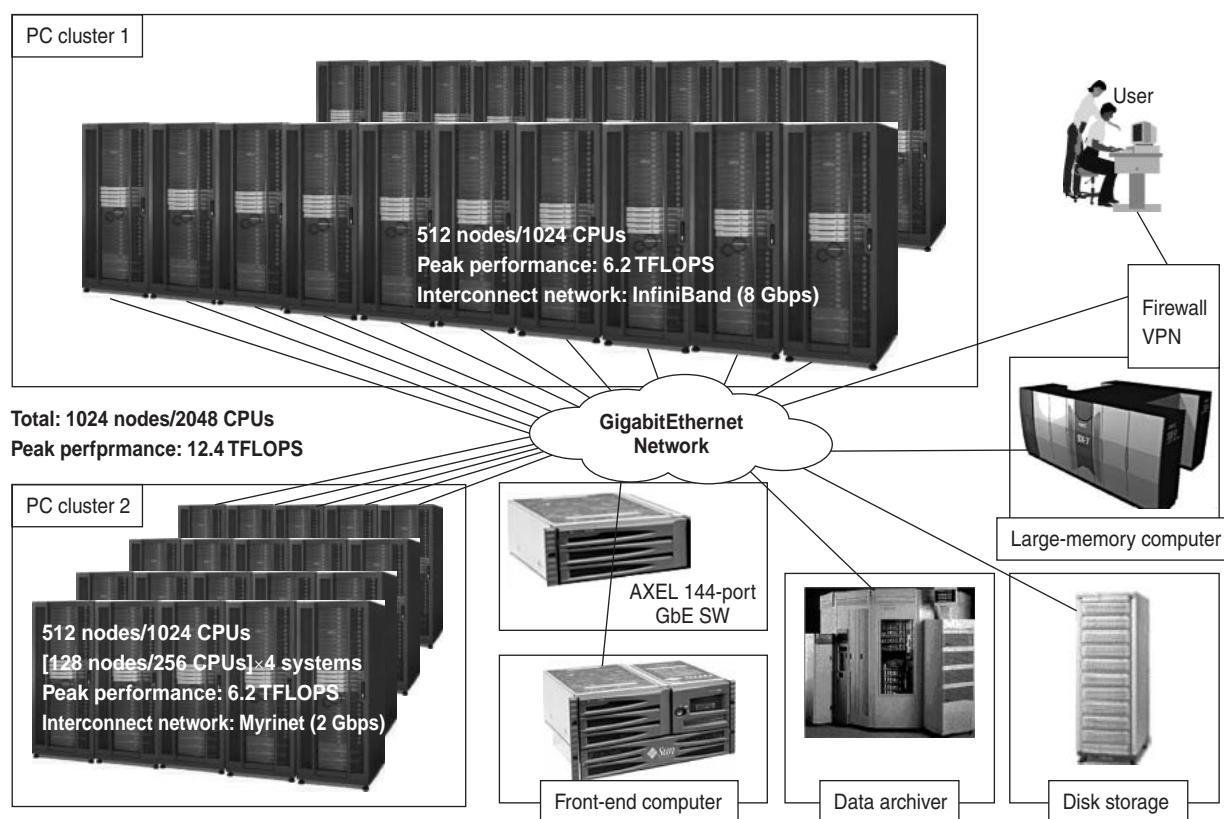 PC cluster 1
User
512 nodes/1024 CPUs
Peak performance: 6.2 TFLOPS
Interconnect network: InfiniBand (8 Gbps)
Firewall
VPN
Total: 1024 nodes/2048 CPUs
Peak perfprmance: 12.4 TFLOPS
GigabitEthernet
Network
SX-7
Large-memory computer
PC cluster 2
512 nodes/1024 CPUs
[128 nodes/256 CPUs]×4 systems
Peak performance: 6.2 TFLOPS
Interconnect network: Myrinet (2 Gbps)
AXEL 144-port
GbE SW
Sun
Front-end computer
Data archiver
Disk storage